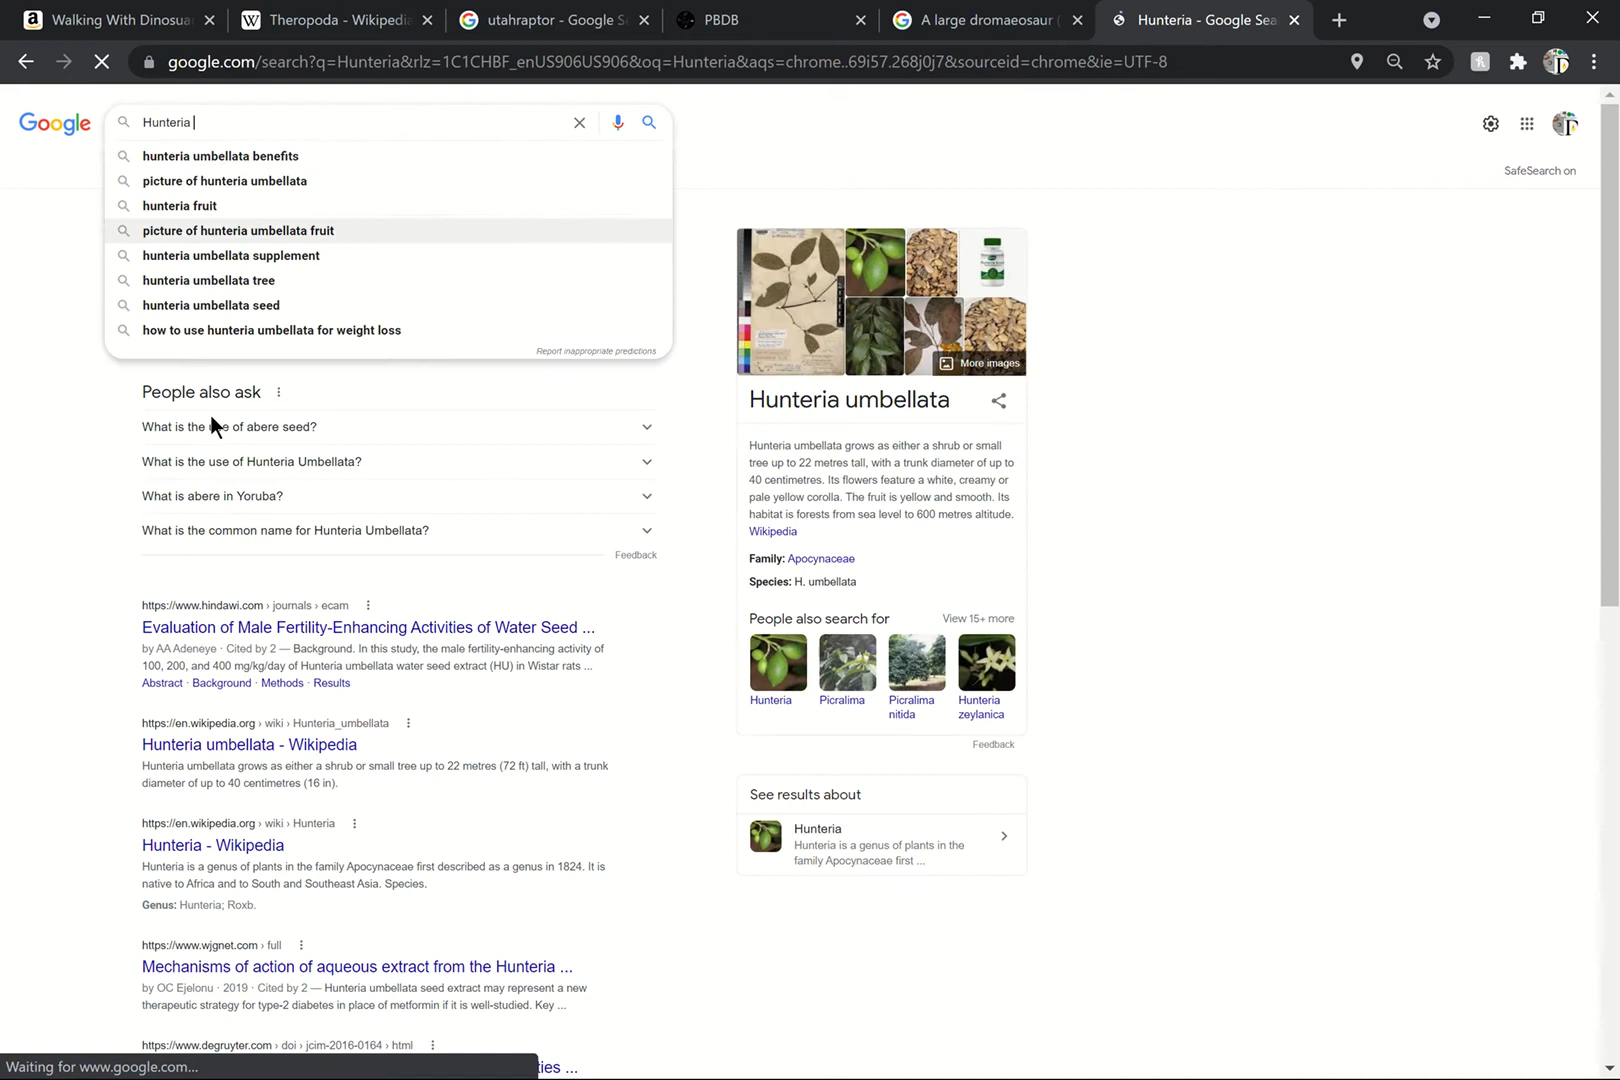 Walking With Dinosau
Theropoda - Wikipedia
utahraptor - Google Se
PBDB
A large dromaeosaur (
Hunteria - Google Sea
google.com/search?q=Hunteria&rlz=1C1CHBF_enUS906US906&oq=Hunteria&aqs=chrome..69i57.268j0j7&sourceid=chrome&ie=UTF-8
Google
Hunteria
SafeSearch on
hunteria umbellata benefits
picture of hunteria umbellata
hunteria fruit
picture of hunteria umbellata fruit
hunteria umbellata supplement
hunteria umbellata tree
hunteria umbellata seed
how to use hunteria umbellata for weight loss
Report inappropriate predictions
People also ask
What is the use of abere seed?
What is the use of Hunteria Umbellata?
What is abere in Yoruba?
What is the common name for Hunteria Umbellata?
Feedback
https://www.hindawi.com › journals › ecam
Evaluation of Male Fertility-Enhancing Activities of Water Seed ...
by AA Adeneye · Cited by 2 — Background. In this study, the male fertility-enhancing activity of
100, 200, and 400 mg/kg/day of Hunteria umbellata water seed extract (HU) in Wistar rats ...
Abstract · Background · Methods · Results
https://en.wikipedia.org › wiki › Hunteria_umbellata
Hunteria umbellata - Wikipedia
Hunteria umbellata grows as either a shrub or small tree up to 22 metres (72 ft) tall, with a trunk
diameter of up to 40 centimetres (16 in).
https://en.wikipedia.org › wiki › Hunteria
Hunteria - Wikipedia
Hunteria is a genus of plants in the family Apocynaceae first described as a genus in 1824. It is
native to Africa and to South and Southeast Asia. Species.
Genus: Hunteria; Roxb.
https://www.wjgnet.com › full
Mechanisms of action of aqueous extract from the Hunteria ...
by OC Ejelonu · 2019 · Cited by 2 — Hunteria umbellata seed extract may represent a new
therapeutic strategy for type-2 diabetes in place of metformin if it is well-studied. Key ...
https://www.degruyter.com › doi › jcim-2016-0164 › html
ties ...
Waiting for www.google.com...
More images
Hunteria umbellata
Hunteria umbellata grows as either a shrub or small
tree up to 22 metres tall, with a trunk diameter of up to
40 centimetres. Its flowers feature a white, creamy or
pale yellow corolla. The fruit is yellow and smooth. Its
habitat is forests from sea level to 600 metres altitude.
Wikipedia
Family: Apocynaceae
Species: H. umbellata
People also search for
View 15+ more
Hunteria
Picralima
Picralima
nitida
Hunteria
zeylanica
Feedback
See results about
Hunteria
Hunteria is a genus of plants in the
family Apocynaceae first ...